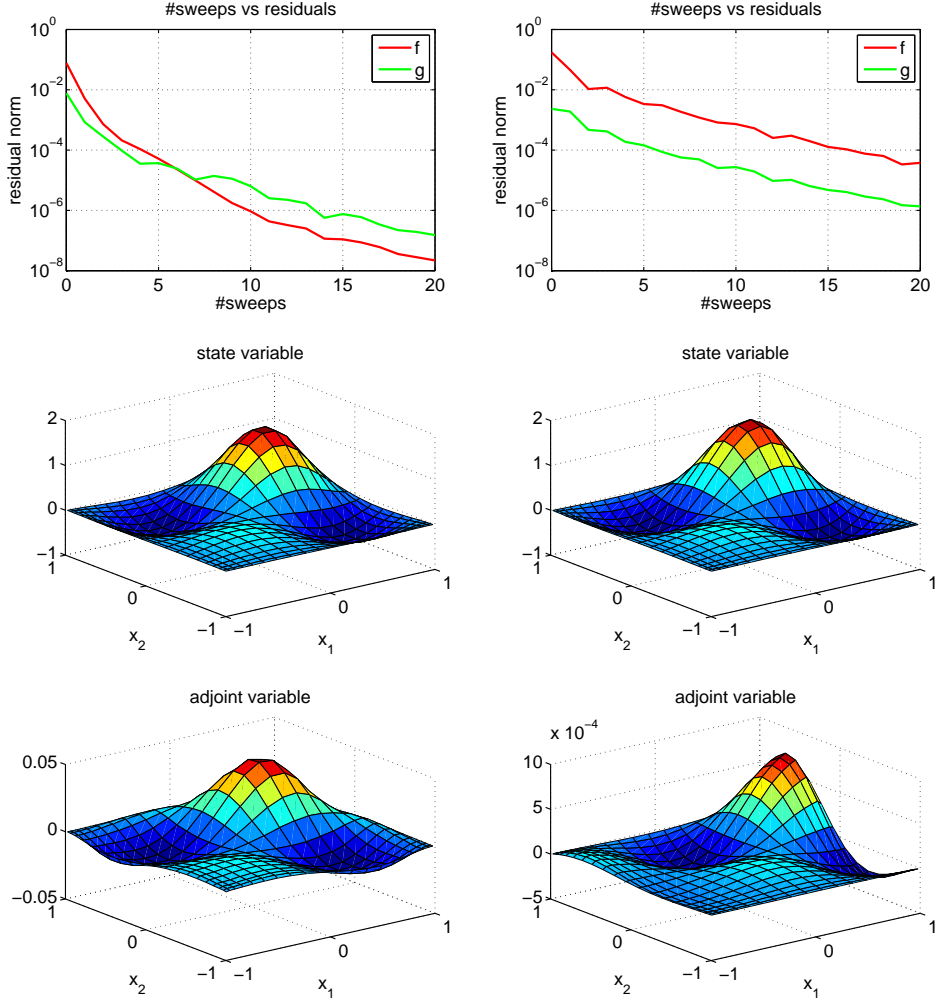 #sweeps vs residuals
10^0
10^−2
10^−4
10^−6
10^−8
residual norm
0
5
10
15
20
#sweeps
f
g
#sweeps vs residuals
10^0
10^−2
10^−4
10^−6
10^−8
residual norm
0
5
10
15
20
#sweeps
f
g
state variable
2
1
0
−1
1
0
−1
x_2
−1
0
1
x_1
state variable
2
1
0
−1
1
0
−1
x_2
−1
0
1
x_1
adjoint variable
0.05
0
−0.05
1
0
−1
x_2
−1
0
1
x_1
adjoint variable
x 10^−4
10
5
0
−5
1
0
−1
x_2
−1
0
1
x_1